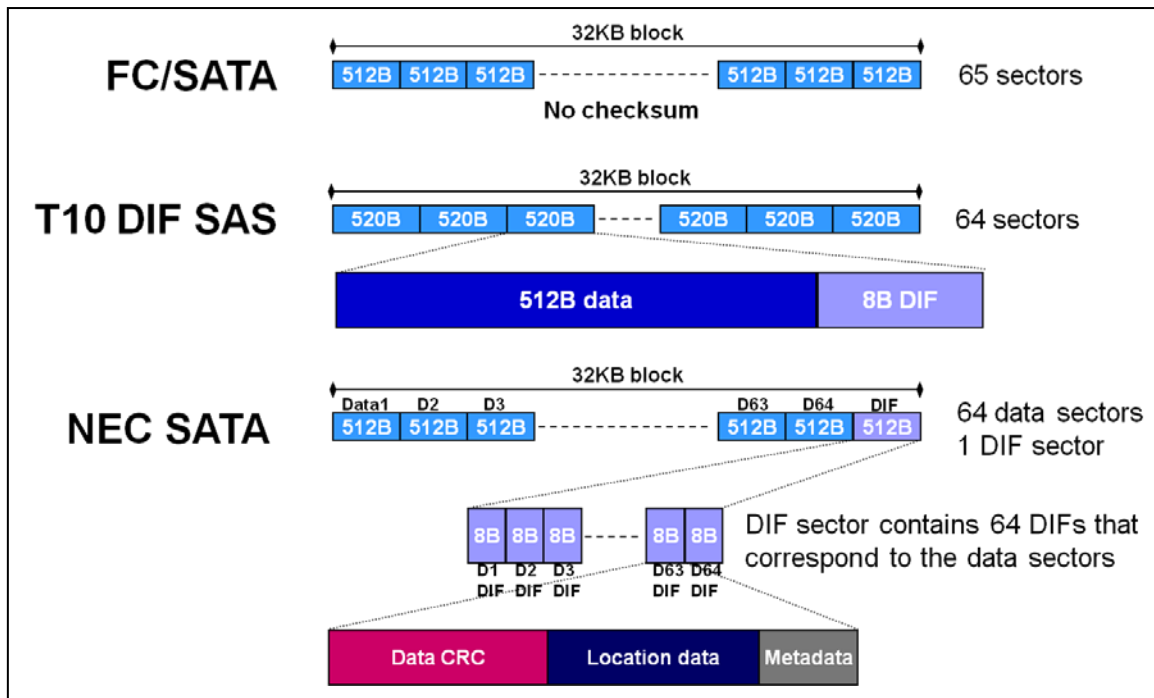 32KB block
FC/SATA
512B 512B 512B 512B 512B 512B
65 sectors
No checksum
32KB block
T10 DIF SAS
520B 520B 520B 520B 520B 520B
64 sectors
512B data 8B DIF
32KB block
NEC SATA
Data1 D2 D3 D63 D64 DIF
512B 512B 512B 512B 512B 512B
64 data sectors
1 DIF sector
8B 8B 8B 8B 8B
D1 D2 D3 D63 D64
DIF DIF DIF DIF DIF
DIF sector contains 64 DIFs that
correspond to the data sectors
Data CRC Location data Metadata